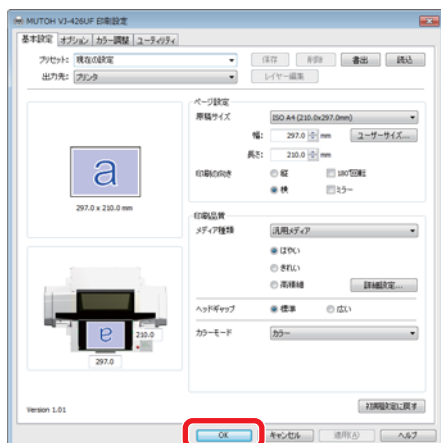 MUTOH VJ-426UF 印刷設定
基本設定 オプション カラー調整 ユーティリティ
プリセット: 現在の設定 保存 削除 書出 読込
出力先: プリンタ レイヤー編集
ページ設定
原稿サイズ ISO A4 (210.0x297.0mm)
幅: 297.0 mm ユーザーサイズ...
長さ: 210.0 mm
印刷の向き 縦 180°回転
横 ミラー
a
297.0 x 210.0 mm
印刷品質
メディア種類 汎用メディア
はやい
きれい
高精細 詳細設定...
ヘッドギャップ 標準 広い
カラーモード カラー
a
210.0
297.0
Version 1.01 初期設定に戻す
OK キャンセル 適用(A) ヘルプ